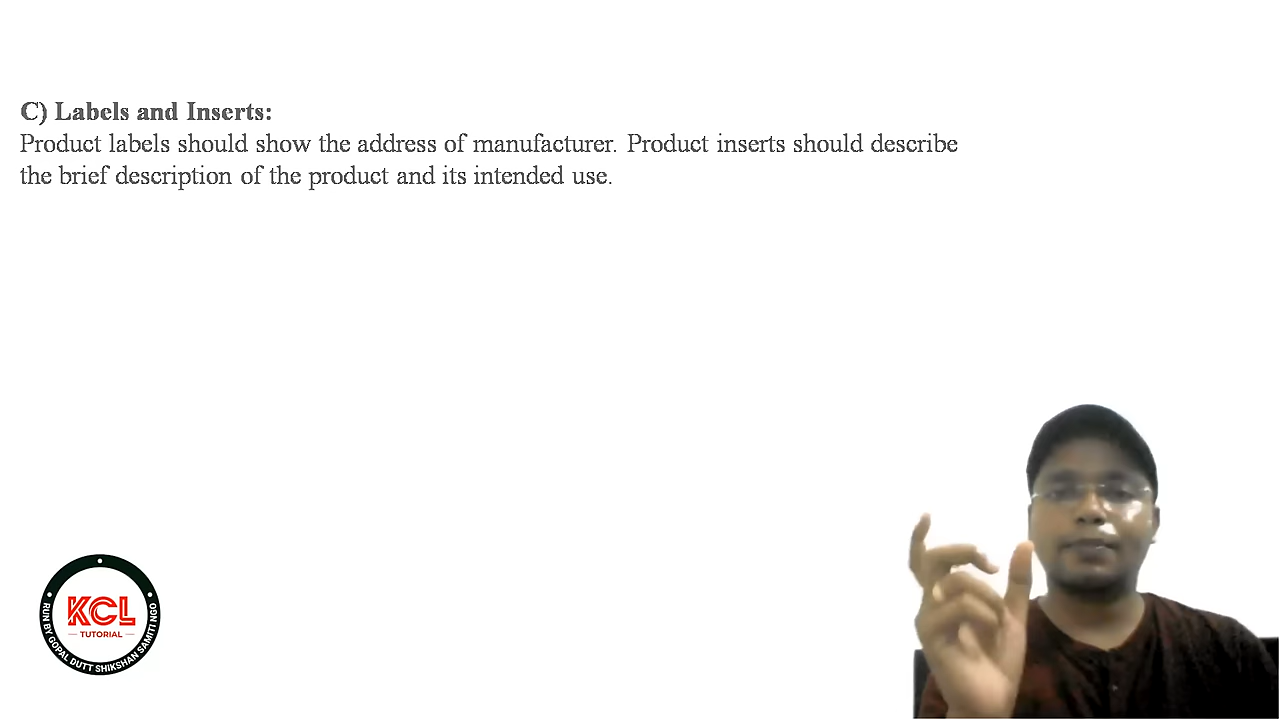 C) Labels and Inserts:
Product labels should show the address of manufacturer. Product inserts should describe
the brief description of the product and its intended use.
KCL
TUTORIAL
RUN BY GOPAL DUTT SHIKSHAN SAMITI NGO